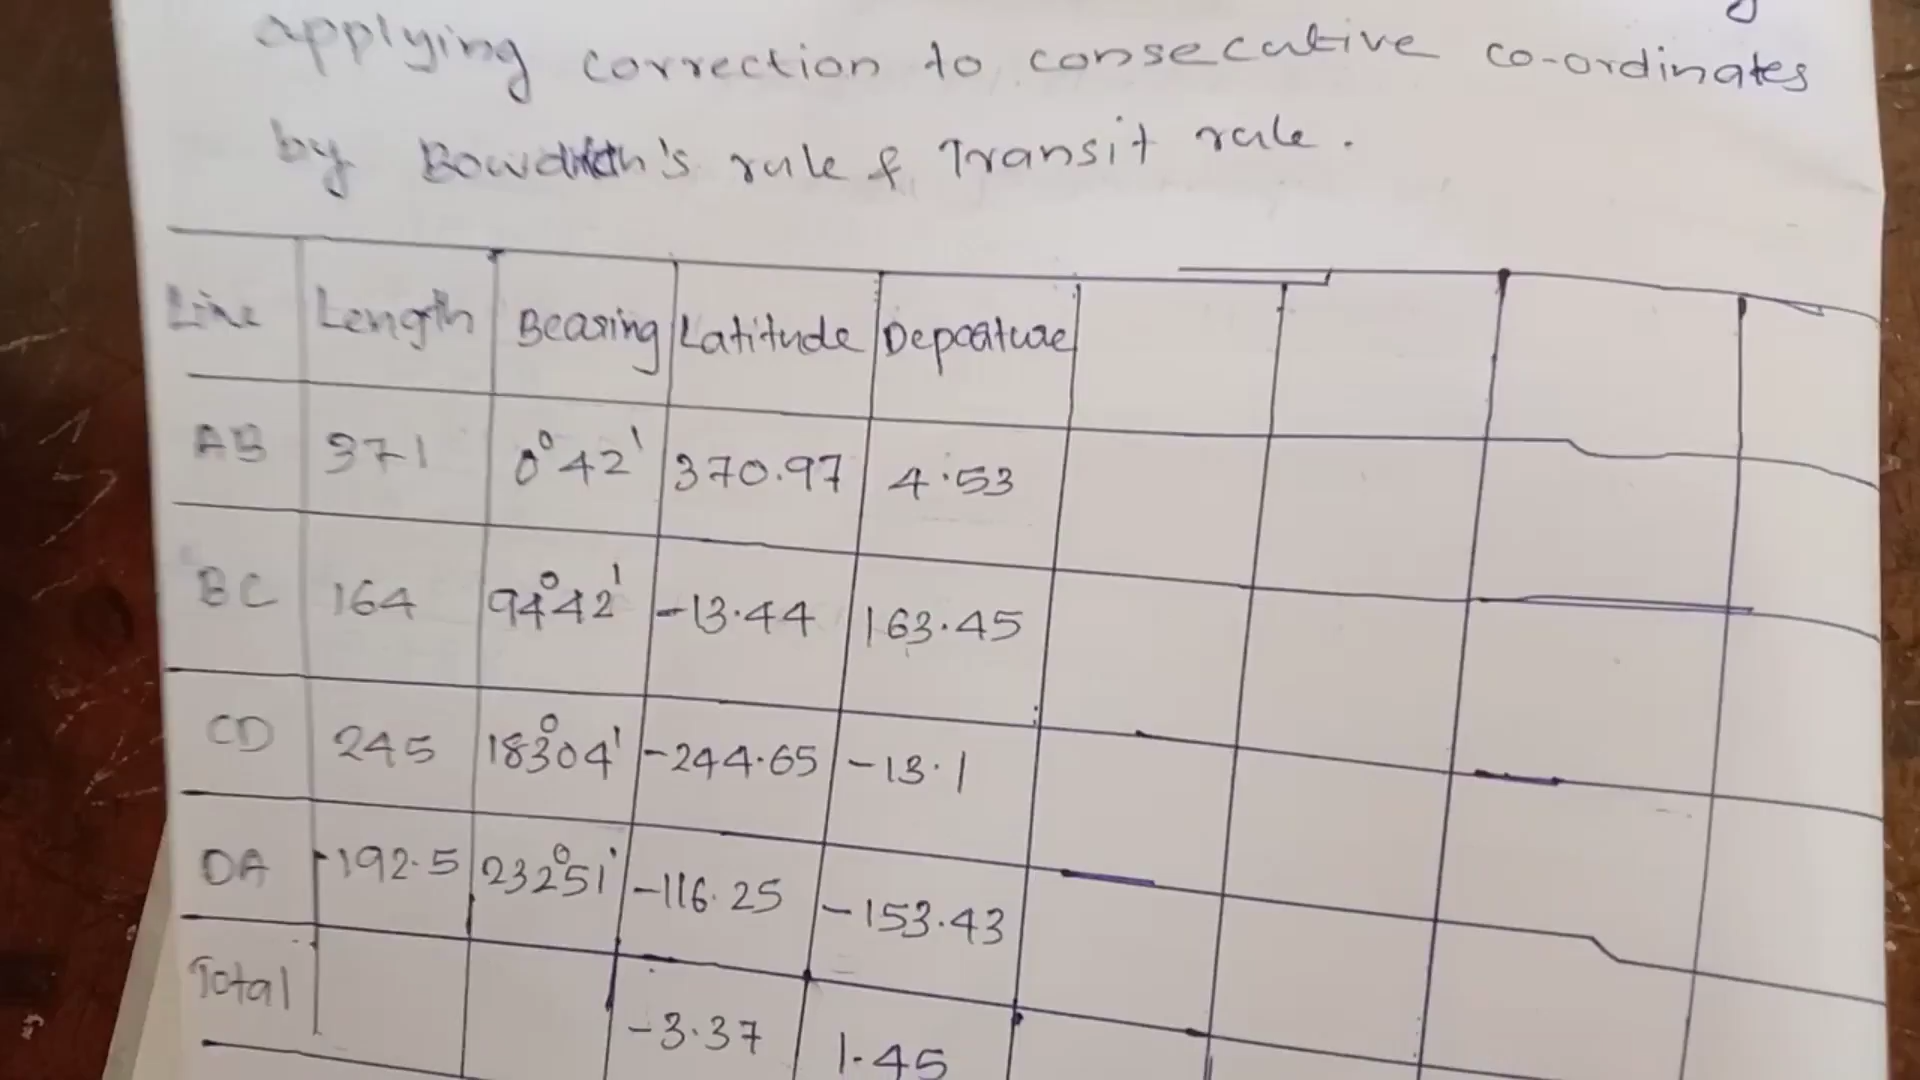 applying correction to consecutive co-ordinates
by Bowditch's rule & Transit rule.
Line Length Bearing Latitude Departure
AB 371 0°42' 370.97 4.53
BC 164 94°42' -13.44 163.45
CD 245 183°04' -244.65 -13.1
DA 192.5 232°51' -116.25 -153.43
Total -3.37 1.45